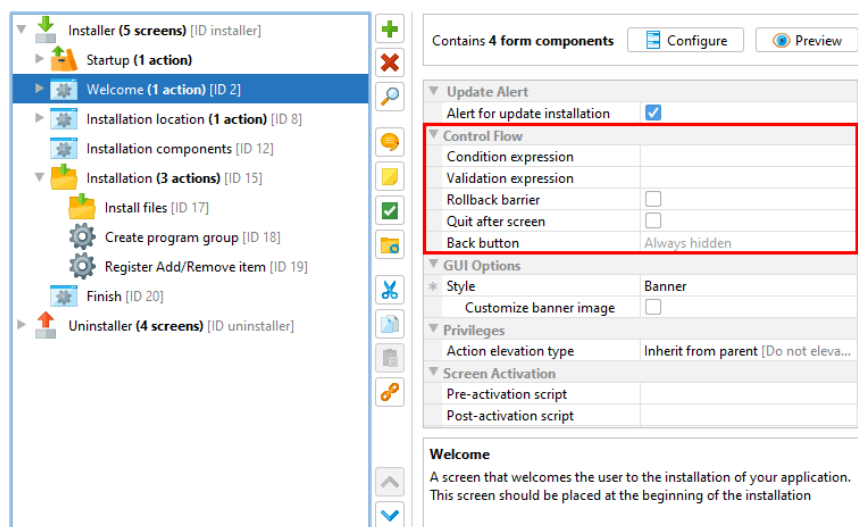 Installer (5 screens) [ID installer]
Startup (1 action)
Welcome (1 action) [ID 2]
Installation location (1 action) [ID 8]
Installation components [ID 12]
Installation (3 actions) [ID 15]
Install files [ID 17]
Create program group [ID 18]
Register Add/Remove item [ID 19]
Finish [ID 20]
Uninstaller (4 screens) [ID uninstaller]
Contains 4 form components Configure Preview
Update Alert
Alert for update installation
Control Flow
Condition expression
Validation expression
Rollback barrier
Quit after screen
Back button Always hidden
GUI Options
Style Banner
Customize banner image
Privileges
Action elevation type Inherit from parent [Do not eleva...
Screen Activation
Pre-activation script
Post-activation script
Welcome
A screen that welcomes the user to the installation of your application.
This screen should be placed at the beginning of the installation